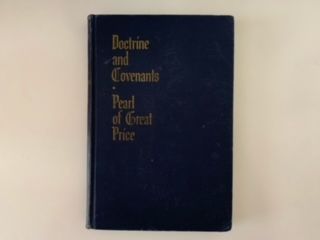 Doctrine
and
Covenants
•
Pearl
of Great
Price